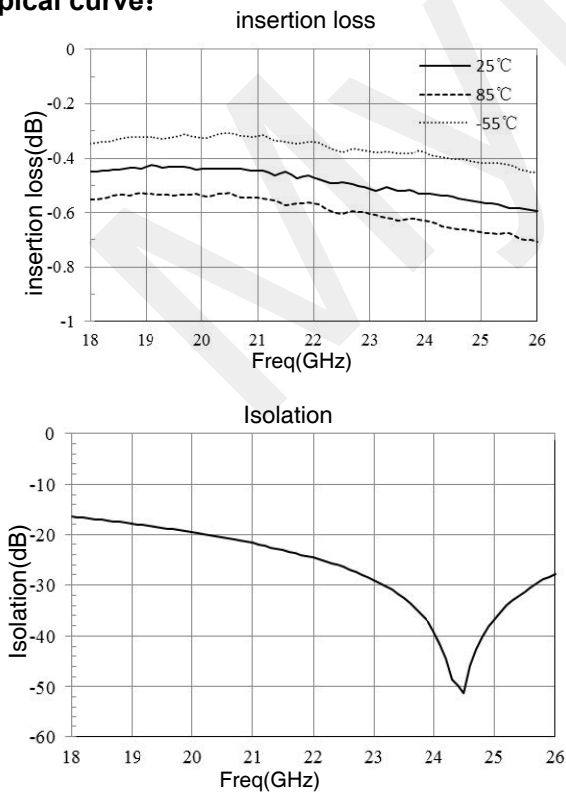 pical curve:
insertion loss
0
-0.2
-0.4
-0.6
-0.8
-1
insertion loss(dB)
25℃
85℃
-55℃
18 19 20 21 22 23 24 25 26
Freq(GHz)
Isolation
0
-10
-20
-30
-40
-50
-60
Isolation(dB)
18 19 20 21 22 23 24 25 26
Freq(GHz)